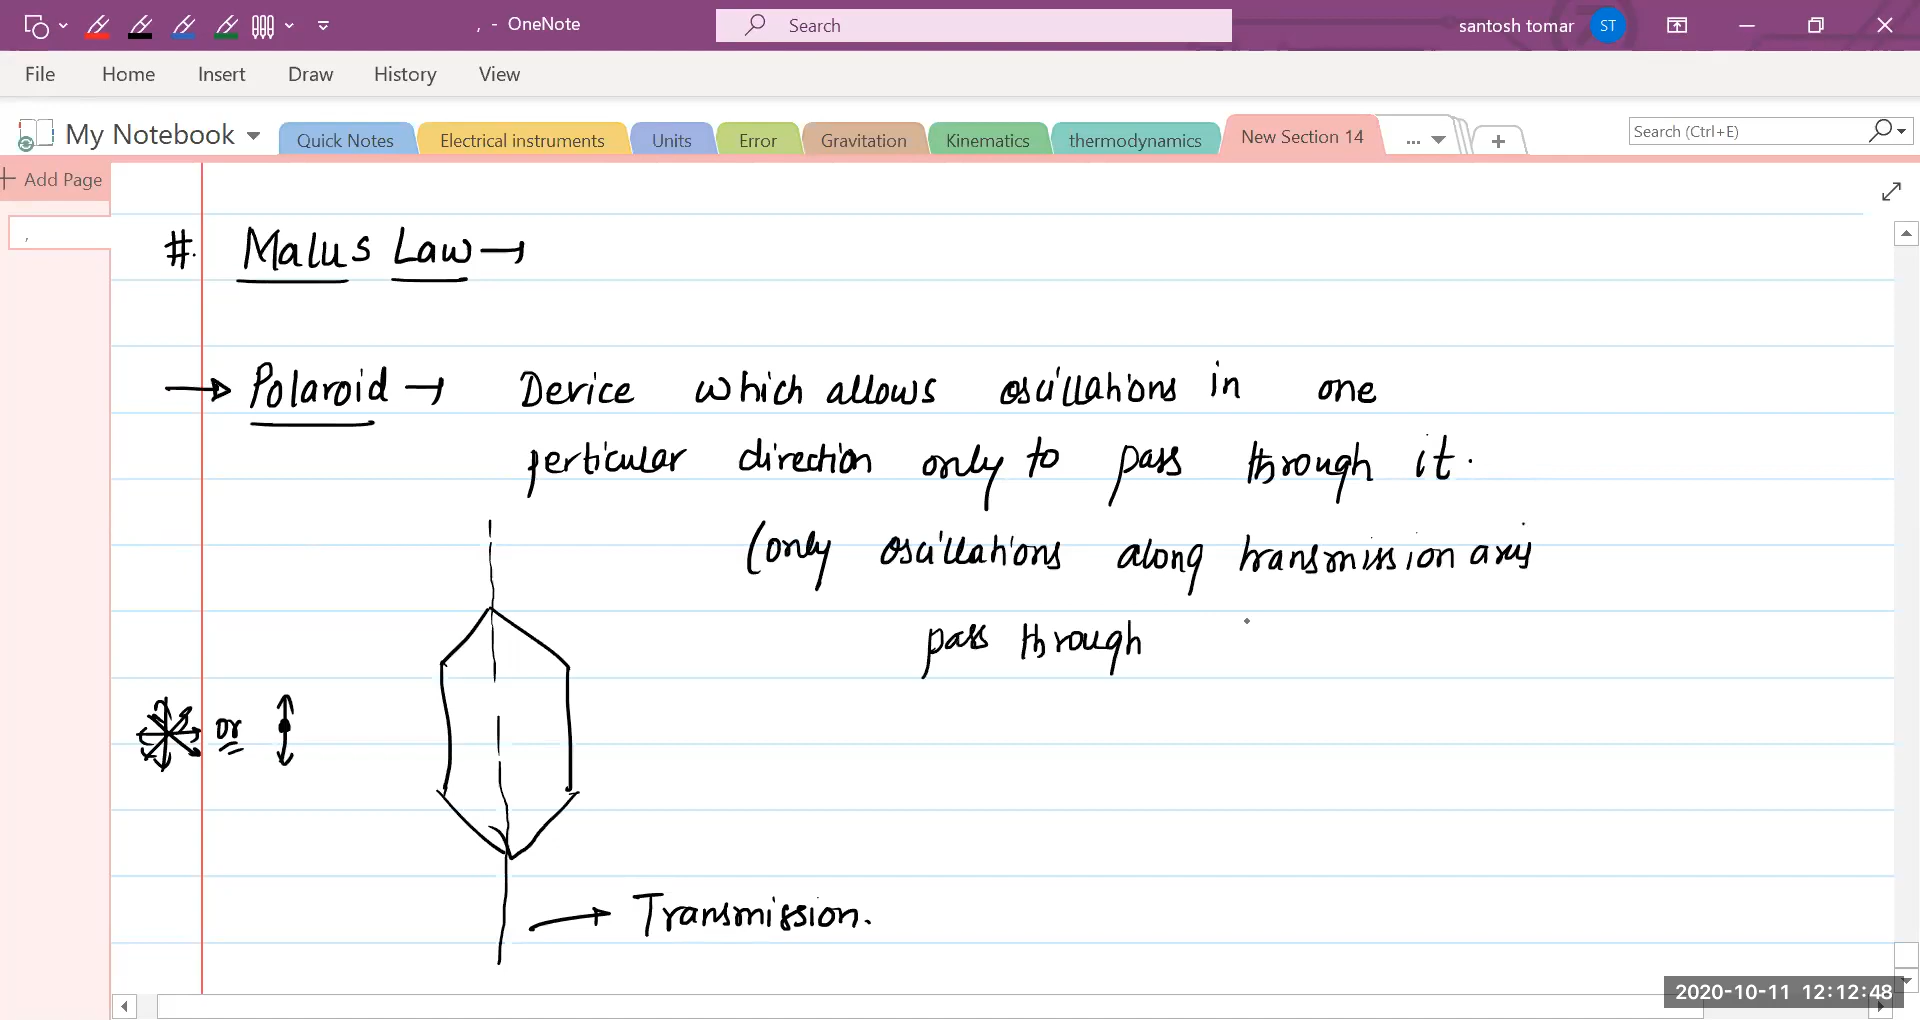 , - OneNote
Search
santosh tomar ST
File Home Insert Draw History View
My Notebook Quick Notes Electrical instruments Units Error Gravitation Kinematics thermodynamics New Section 14 ... + Search (Ctrl+E)
+ Add Page
,
#. Malus Law →
→ Polaroid → Device which allows oscillations in one
perticular direction only to pass through it.
(only oscillations along transmission axis
pass through
or
→ Transmission.
2020-10-11 12:12:48